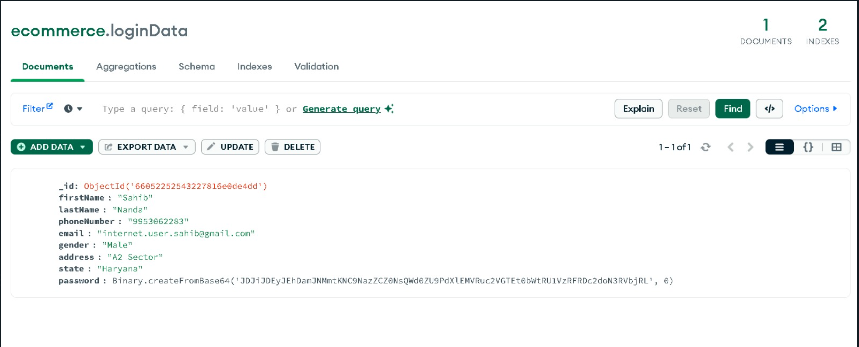 ecommerce.loginData
1 2
DOCUMENTS INDEXES
Documents Aggregations Schema Indexes Validation
Filter Type a query: { field: 'value' } or Generate query Explain Reset Find </> Options
ADD DATA EXPORT DATA UPDATE DELETE 1 – 1 of 1 {}
_id: ObjectId('66052252543227816e0de4dd')
firstName : "Sahib"
lastName : "Nanda"
phoneNumber : "9953062283"
email : "internet.user.sahib@gnail.com"
gender : "Male"
address : "A2 Sector"
state : "Haryana"
password : Binary.createFromBase64('JDJiJDEyJEhDamJNMmtKNC9NazZCZ0NsQWd0ZU9PdXlEMVRuc2VGTEt0bWtRU1VzRFRDc2doN3RVbjRL', 0)